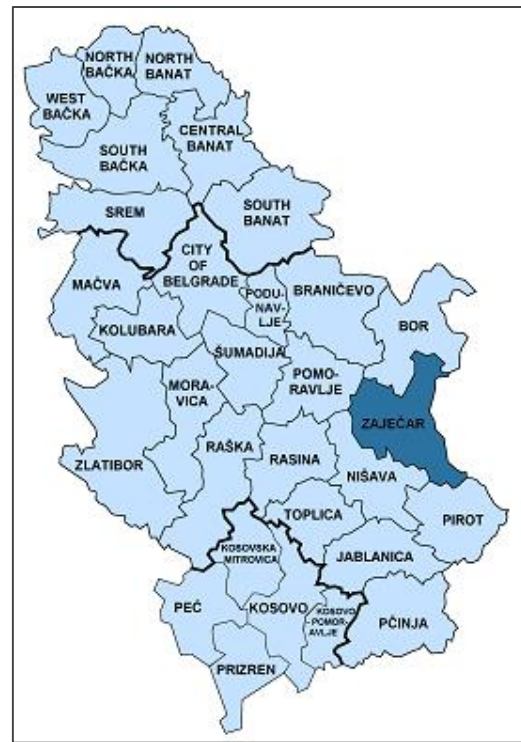 NORTH
BAČKA
NORTH
BANAT
WEST
BAČKA
SOUTH
BAČKA
CENTRAL
BANAT
SREM
SOUTH
BANAT
CITY
OF
BELGRADE
MAČVA
PODU-
NAV-
LJE
BRANIČEVO
KOLUBARA
BOR
ŠUMADIJA
MORA-
VICA
POMO-
RAVLJE
ZAJEČAR
ZLATIBOR
RAŠKA
RASINA
NIŠAVA
TOPLICA
PIROT
KOSOVSKA
MITROVICA
JABLANICA
PEĆ
KOSOVO
KOSOVO-
POMOR-
AVLJE
PČINJA
PRIZREN